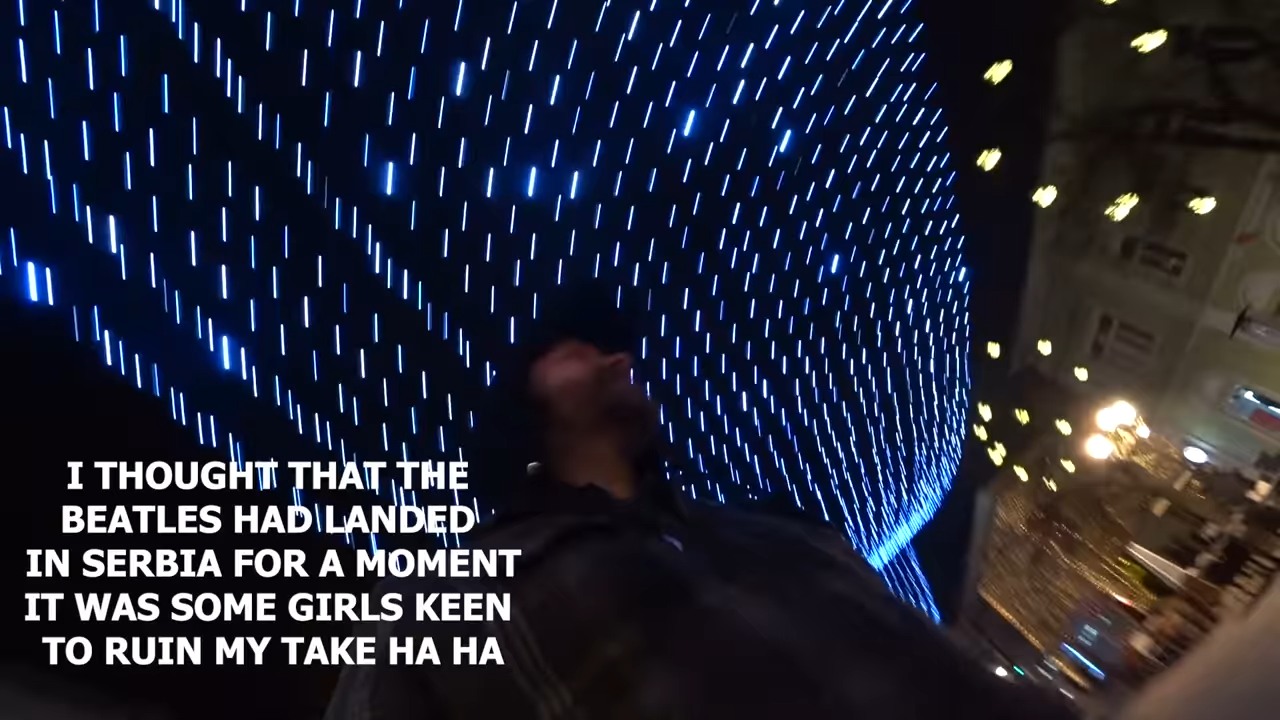 I THOUGHT THAT THE
BEATLES HAD LANDED
IN SERBIA FOR A MOMENT
IT WAS SOME GIRLS KEEN
TO RUIN MY TAKE HA HA